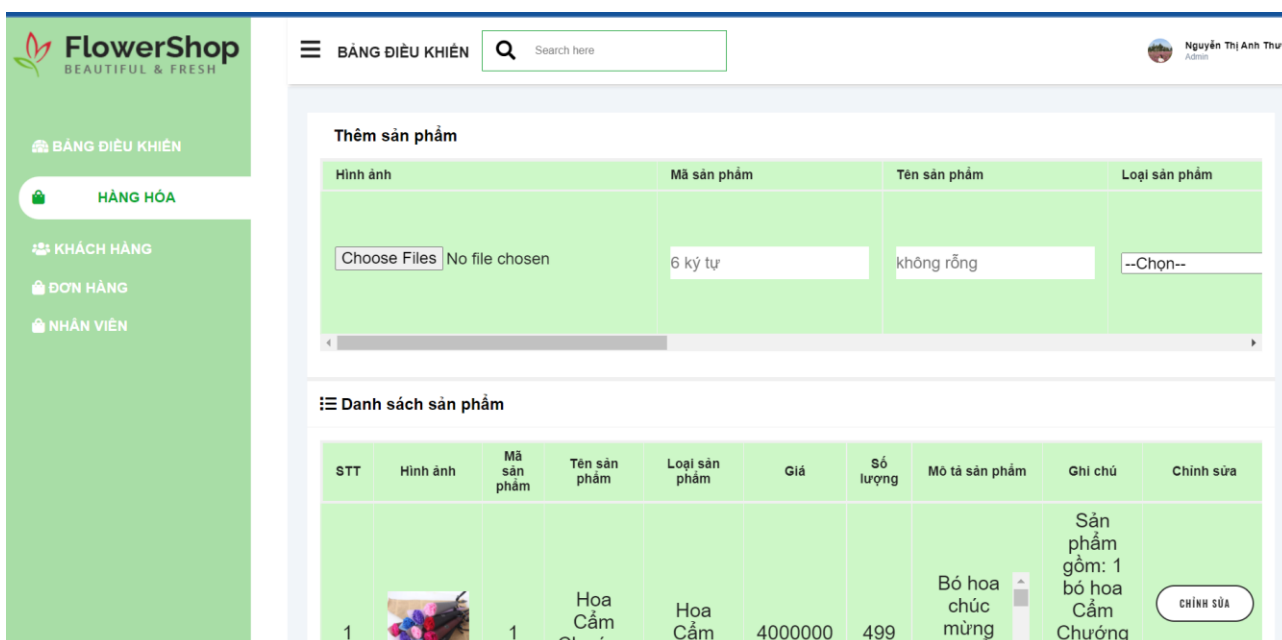 FlowerShop
BEAUTIFUL & FRESH
BẢNG ĐIỀU KHIỂN
Search here
Nguyễn Thị Anh Thư
Admin
BẢNG ĐIỀU KHIỂN
HÀNG HÓA
KHÁCH HÀNG
ĐƠN HÀNG
NHÂN VIÊN
Thêm sản phẩm
Hình ảnh Mã sản phẩm Tên sản phẩm Loại sản phẩm
Choose Files No file chosen 6 ký tự không rỗng --Chọn--
Danh sách sản phẩm
STT Hình ảnh Mã sản phẩm Tên sản phẩm Loại sản phẩm Giá Số lượng Mô tả sản phẩm Ghi chú Chỉnh sửa
1
1
Hoa
Cẩm
Hoa
Cẩm
4000000
499
Bó hoa
chúc
mừng
Sản
phẩm
gồm: 1
bó hoa
Cẩm
Chướng
CHỈNH SỬA